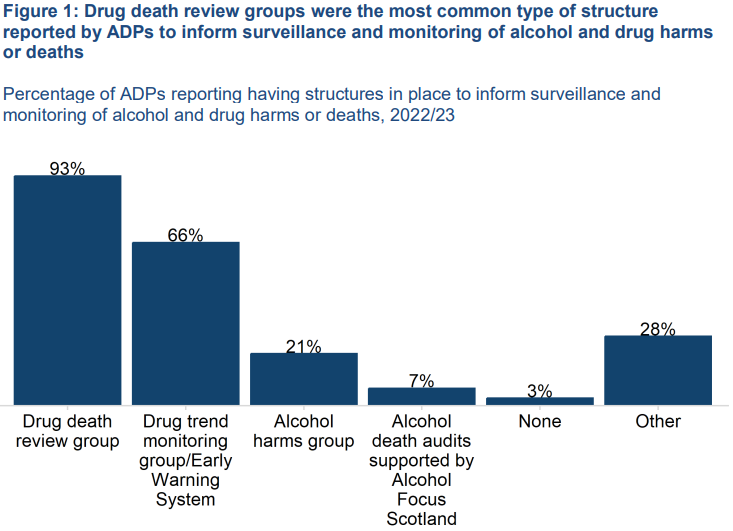 Figure 1: Drug death review groups were the most common type of structure
reported by ADPs to inform surveillance and monitoring of alcohol and drug harms
or deaths
Percentage of ADPs reporting having structures in place to inform surveillance and
monitoring of alcohol and drug harms or deaths, 2022/23
93%
66%
21%
7%
3%
28%
Drug death
review group
Drug trend
monitoring
group/Early
Warning
System
Alcohol
harms group
Alcohol
death audits
supported by
Alcohol
Focus
Scotland
None
Other